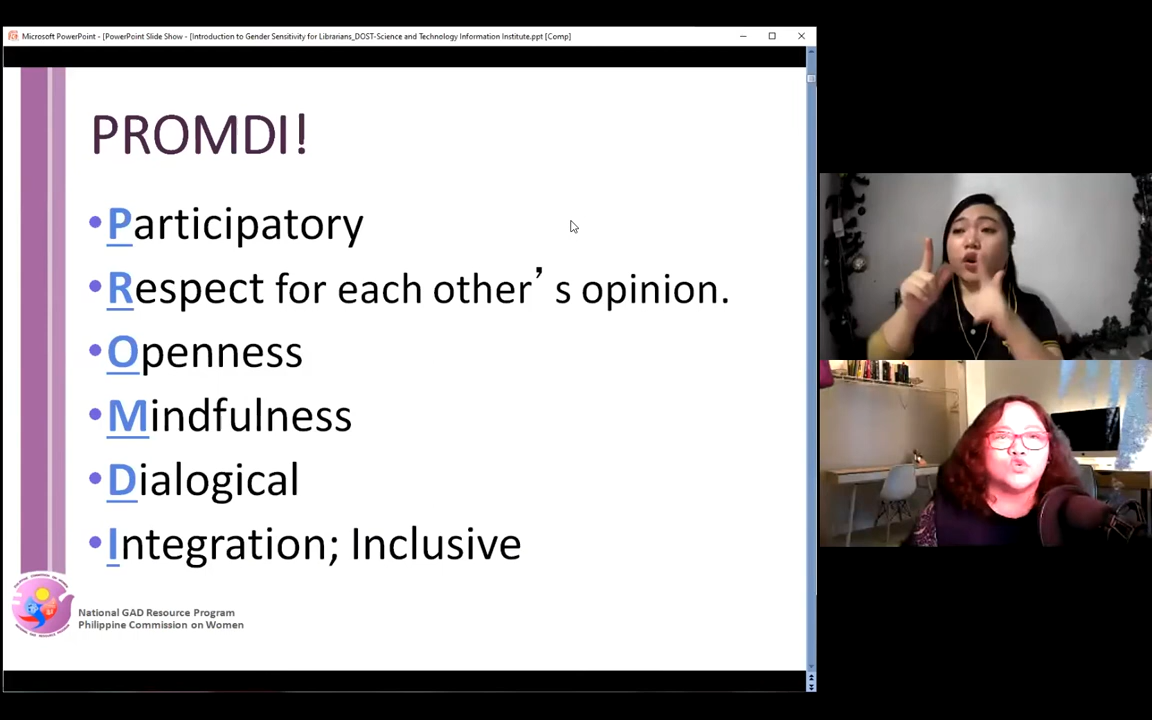 Microsoft PowerPoint - [PowerPoint Slide Show - [Introduction to Gender Sensitivity for Librarians_DOST-Science and Technology Information Institute.ppt [Comp]
PROMDI!
•Participatory
•Respect for each other’s opinion.
•Openness
•Mindfulness
•Dialogical
•Integration; Inclusive
National GAD Resource Program
Philippine Commission on Women